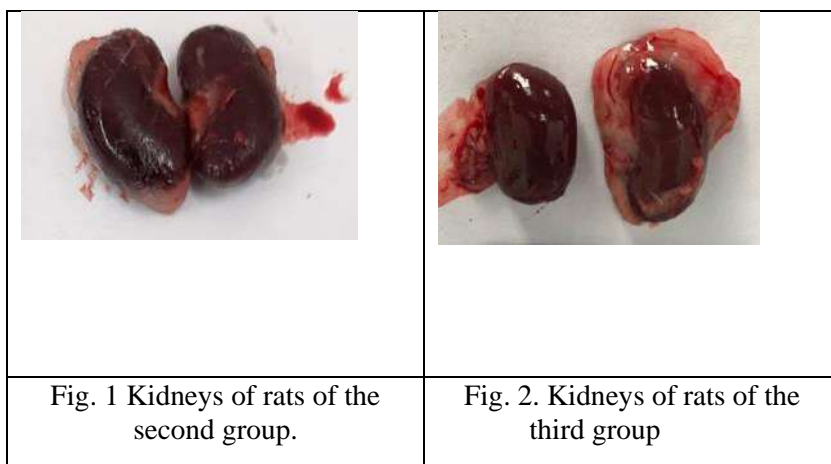 Fig. 1 Kidneys of rats of the
second group.
Fig. 2. Kidneys of rats of the
third group